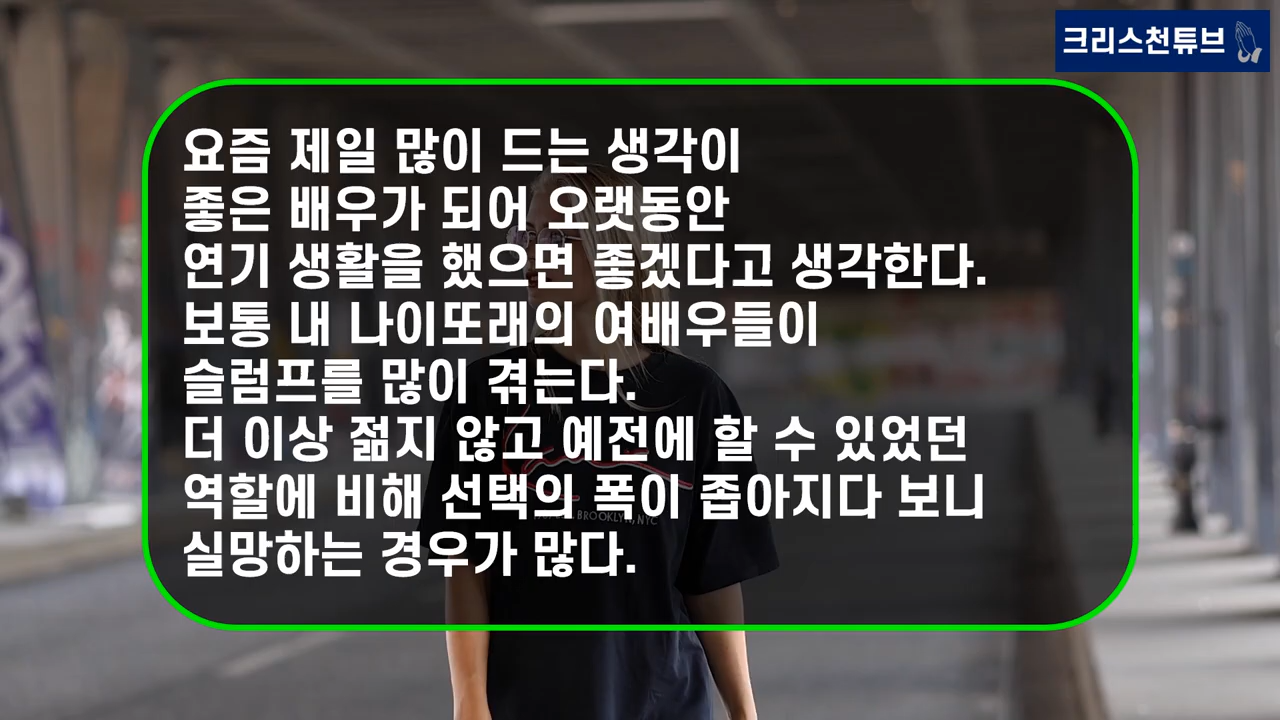 크리스천튜브
요즘 제일 많이 드는 생각이
좋은 배우가 되어 오랫동안
연기 생활을 했으면 좋겠다고 생각한다.
보통 내 나이또래의 여배우들이
슬럼프를 많이 겪는다.
더 이상 젊지 않고 예전에 할 수 있었던
역할에 비해 선택의 폭이 좁아지다 보니
실망하는 경우가 많다.
BROOKLYN, NYC